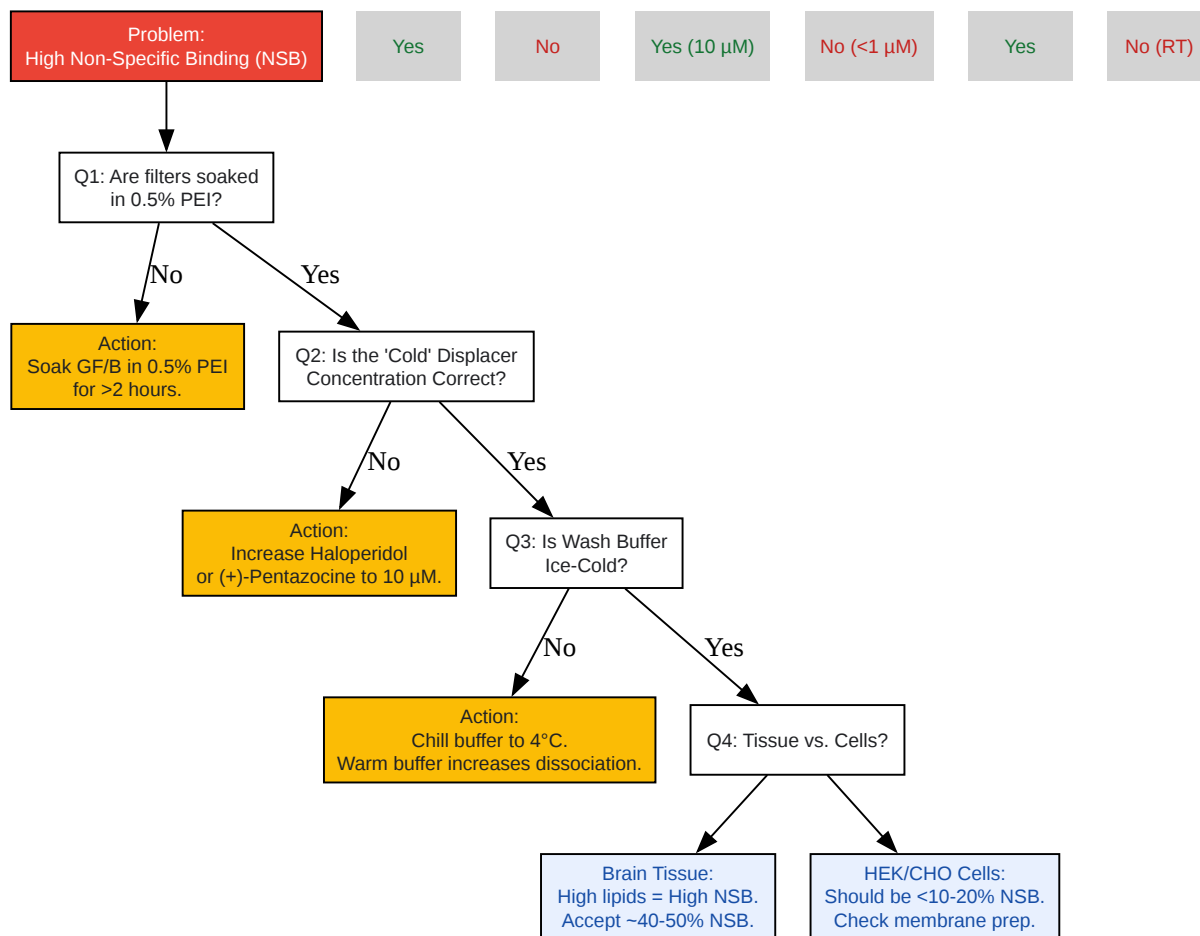 Problem:
High Non-Specific Binding (NSB)
Yes
No
Yes (10 µM)
No (<1 µM)
Yes
No (RT)
Q1: Are filters soaked
in 0.5% PEI?
No
Yes
Action:
Soak GF/B in 0.5% PEI
for >2 hours.
Q2: Is the 'Cold' Displacer
Concentration Correct?
No
Yes
Action:
Increase Haloperidol
or (+)-Pentazocine to 10 µM.
Q3: Is Wash Buffer
Ice-Cold?
No
Yes
Action:
Chill buffer to 4°C.
Warm buffer increases dissociation.
Q4: Tissue vs. Cells?
Brain Tissue:
High lipids = High NSB.
Accept ~40-50% NSB.
HEK/CHO Cells:
Should be <10-20% NSB.
Check membrane prep.